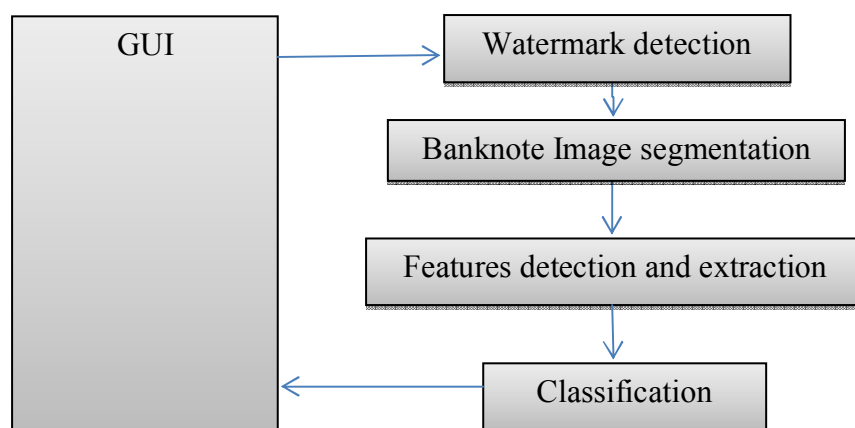 GUI
Watermark detection
Banknote Image segmentation
Features detection and extraction
Classification